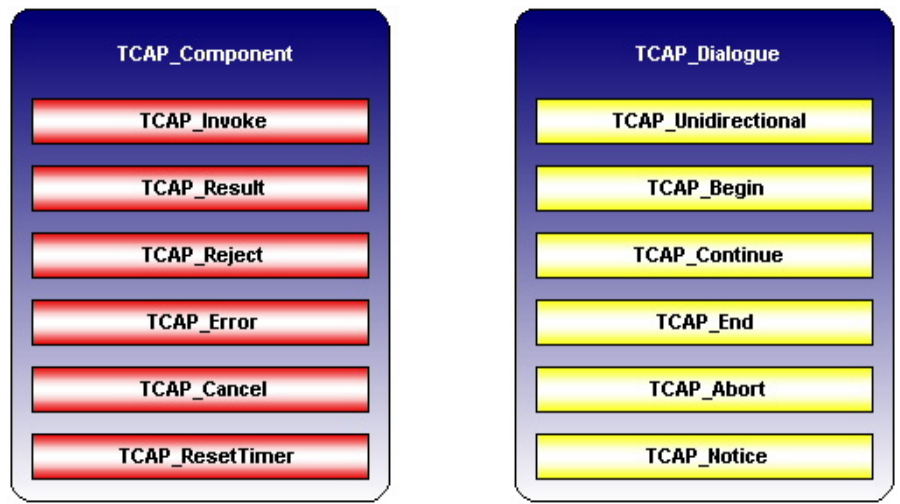 TCAP_Component
TCAP_Invoke
TCAP_Result
TCAP_Reject
TCAP_Error
TCAP_Cancel
TCAP_ResetTimer
TCAP_Dialogue
TCAP_Unidirectional
TCAP_Begin
TCAP_Continue
TCAP_End
TCAP_Abort
TCAP_Notice